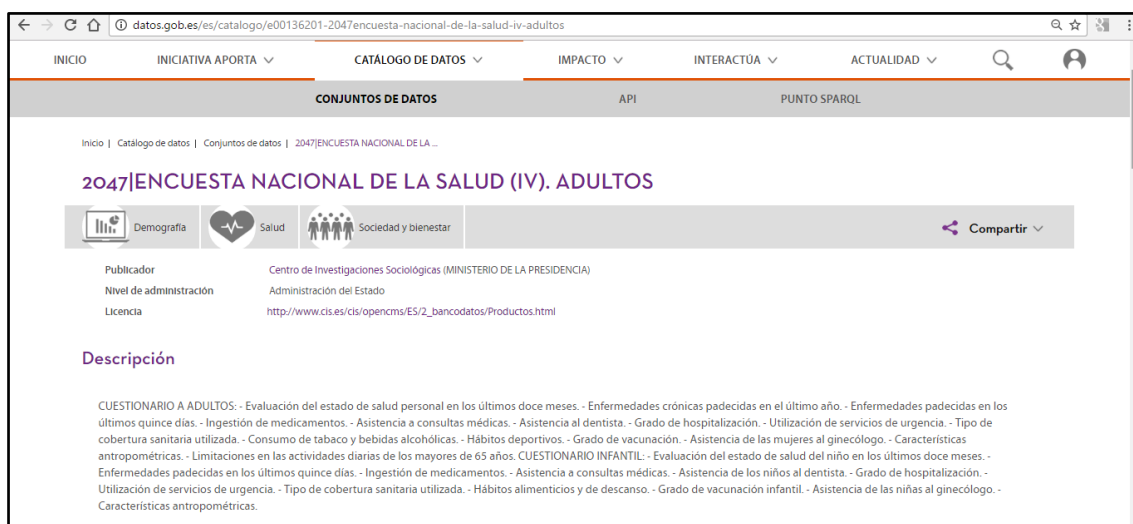 datos.gob.es/es/catalogo/e00136201-2047encuesta-nacional-de-la-salud-iv-adultos
INICIO INICIATIVA APORTA CATÁLOGO DE DATOS IMPACTO INTERACTÚA ACTUALIDAD
CONJUNTOS DE DATOS API PUNTO SPARQL
Inicio | Catálogo de datos | Conjuntos de datos | 2047|ENCUESTA NACIONAL DE LA ...
2047|ENCUESTA NACIONAL DE LA SALUD (IV). ADULTOS
Demografía Salud Sociedad y bienestar Compartir
Publicador Centro de Investigaciones Sociológicas (MINISTERIO DE LA PRESIDENCIA)
Nivel de administración Administración del Estado
Licencia http://www.cis.es/cis/opencms/ES/2_bancodatos/Productos.html
Descripción
CUESTIONARIO A ADULTOS: - Evaluación del estado de salud personal en los últimos doce meses. - Enfermedades crónicas padecidas en el último año. - Enfermedades padecidas en los
últimos quince días. - Ingestión de medicamentos. - Asistencia a consultas médicas. - Asistencia al dentista. - Grado de hospitalización. - Utilización de servicios de urgencia. - Tipo de
cobertura sanitaria utilizada. - Consumo de tabaco y bebidas alcohólicas. - Hábitos deportivos. - Grado de vacunación. - Asistencia de las mujeres al ginecólogo. - Características
antropométricas. - Limitaciones en las actividades diarias de los mayores de 65 años. CUESTIONARIO INFANTIL: - Evaluación del estado de salud del niño en los últimos doce meses. -
Enfermedades padecidas en los últimos quince días. - Ingestión de medicamentos. - Asistencia a consultas médicas. - Asistencia de los niños al dentista. - Grado de hospitalización. -
Utilización de servicios de urgencia. - Tipo de cobertura sanitaria utilizada. - Hábitos alimenticios y de descanso. - Grado de vacunación infantil. - Asistencia de las niñas al ginecólogo. -
Características antropométricas.